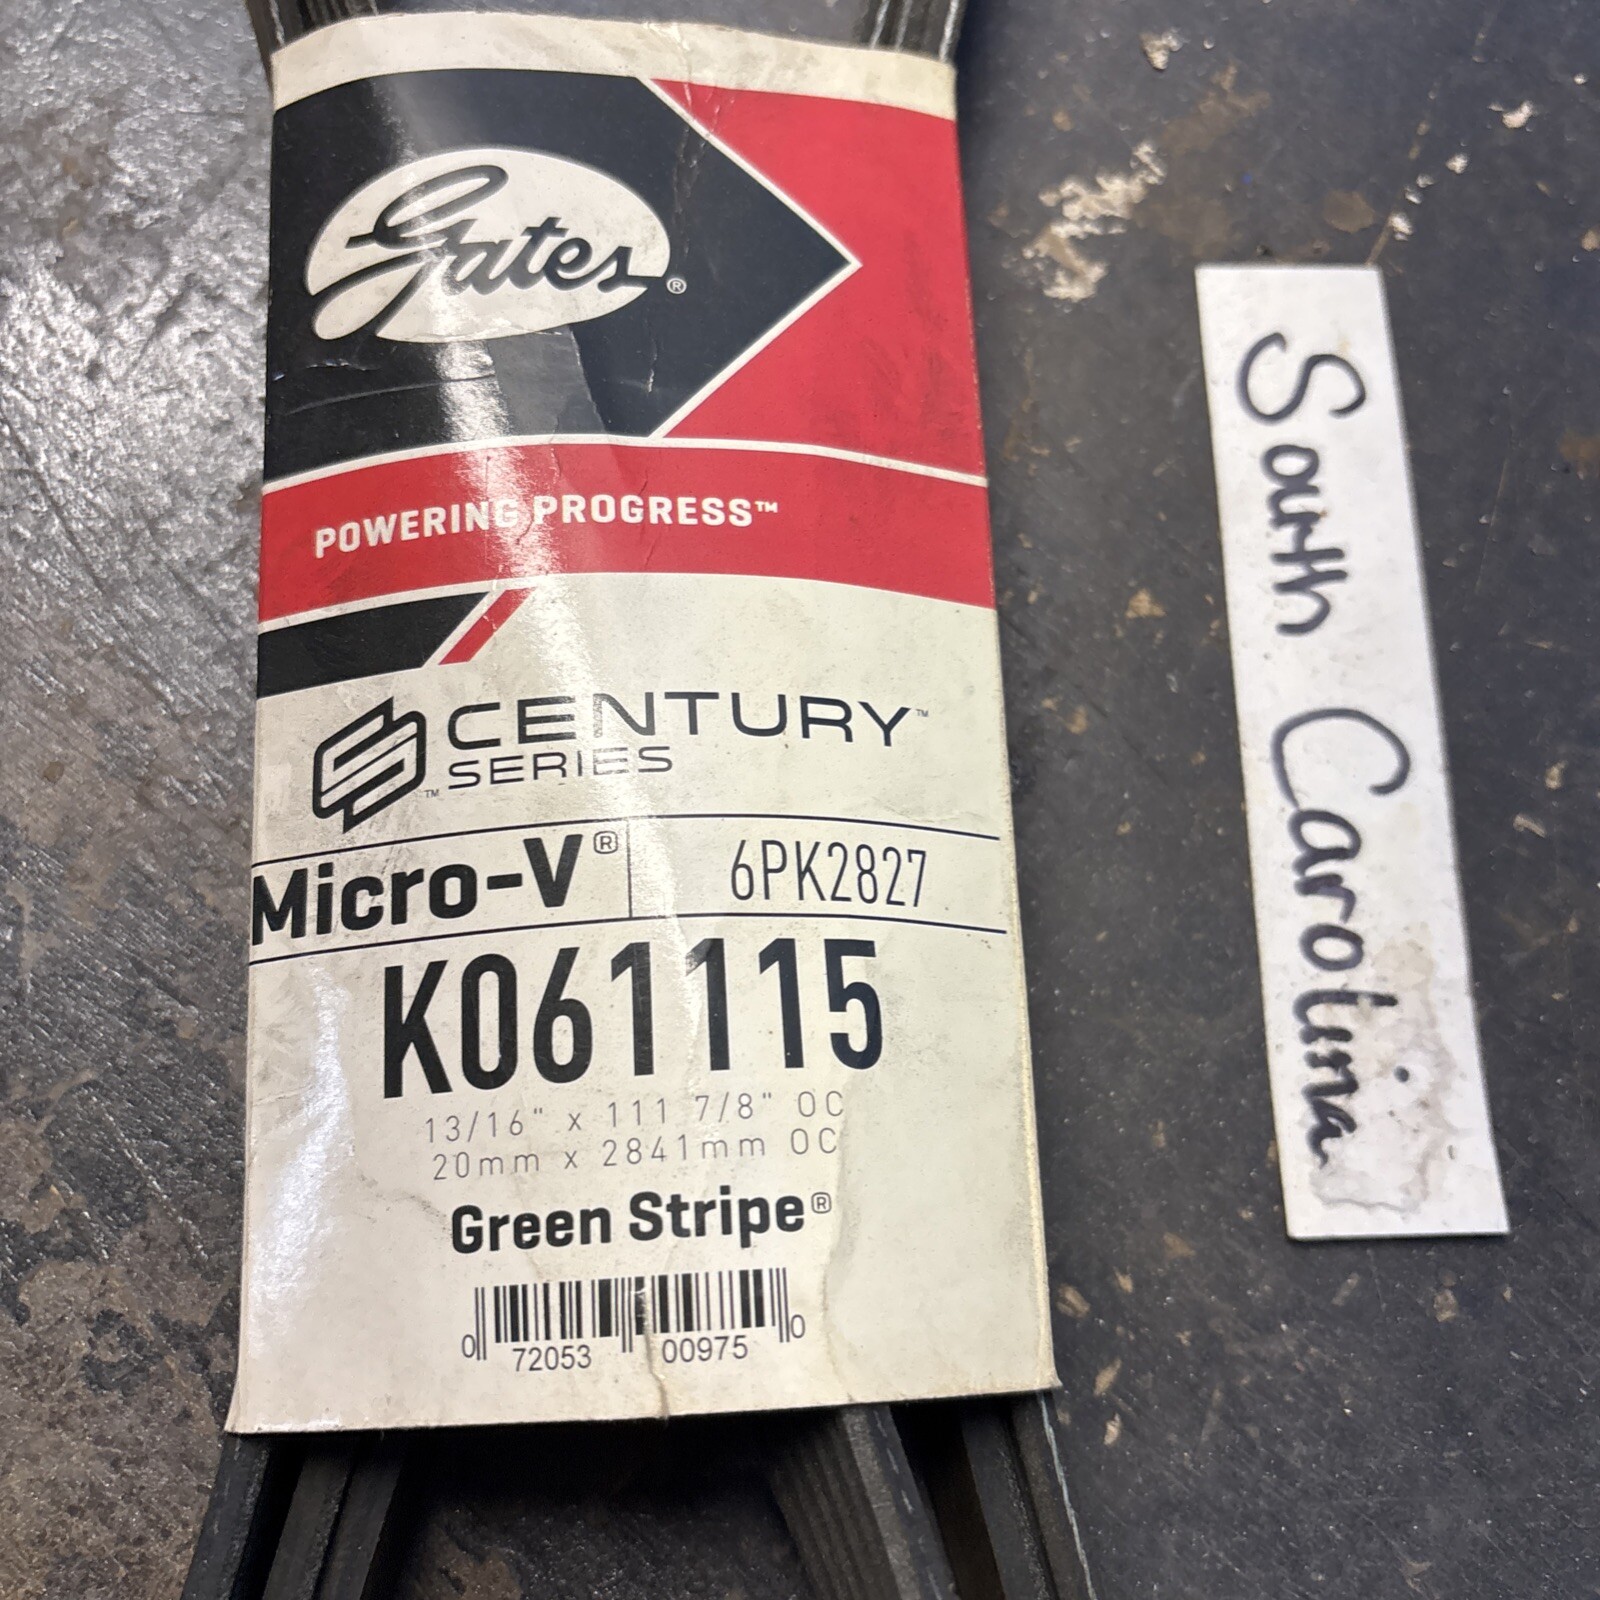 Gates®
POWERING PROGRESS™
CENTURY™
SERIES
™
Micro-V®
6PK2827
K061115
13/16" x 111 7/8" OC
20mm x 2841mm OC
Green Stripe®
0 72053 00975 0
South Carolina